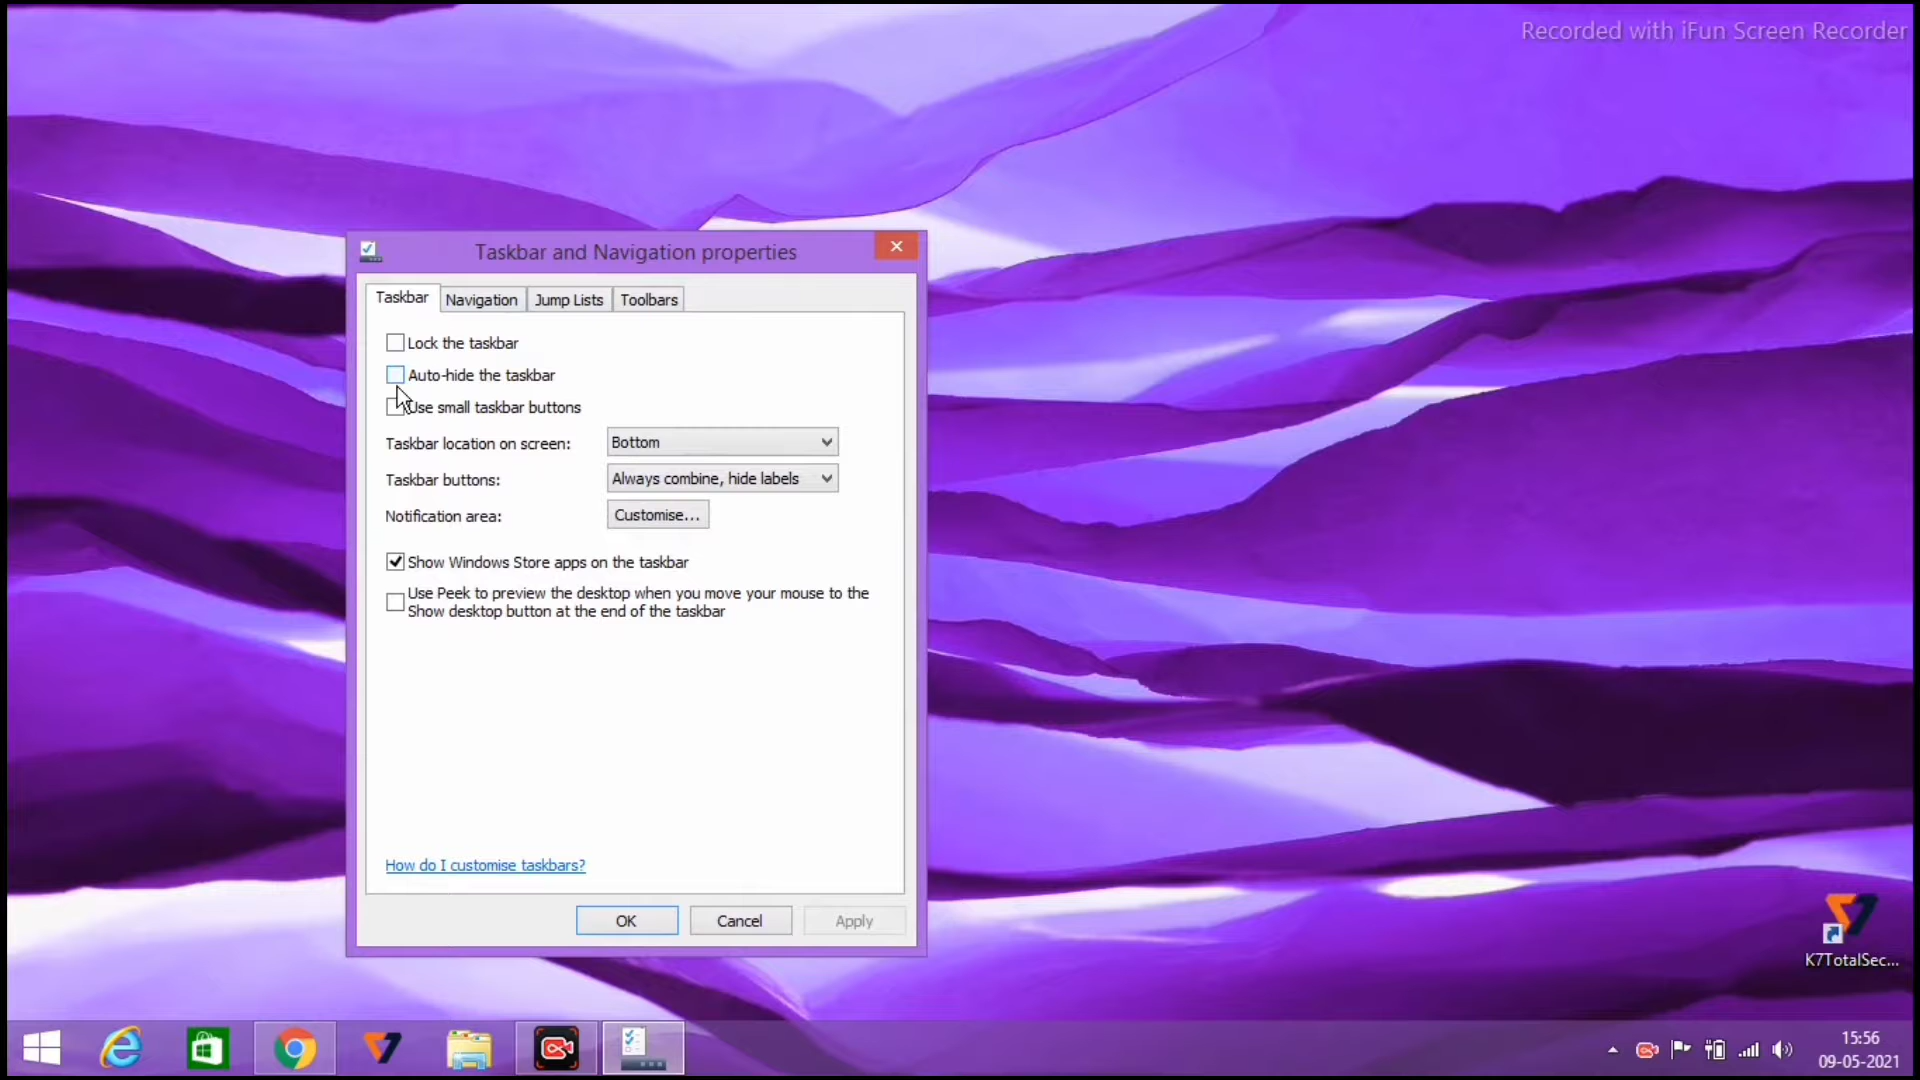 Recorded with iFun Screen Recorder
Taskbar and Navigation properties
Taskbar
Navigation
Jump Lists
Toolbars
Lock the taskbar
Auto-hide the taskbar
Use small taskbar buttons
Taskbar location on screen:
Bottom
Taskbar buttons:
Always combine, hide labels
Notification area:
Customise...
Show Windows Store apps on the taskbar
Use Peek to preview the desktop when you move your mouse to the
Show desktop button at the end of the taskbar
How do I customise taskbars?
OK
Cancel
Apply
K7TotalSec...
15:56
09-05-2021